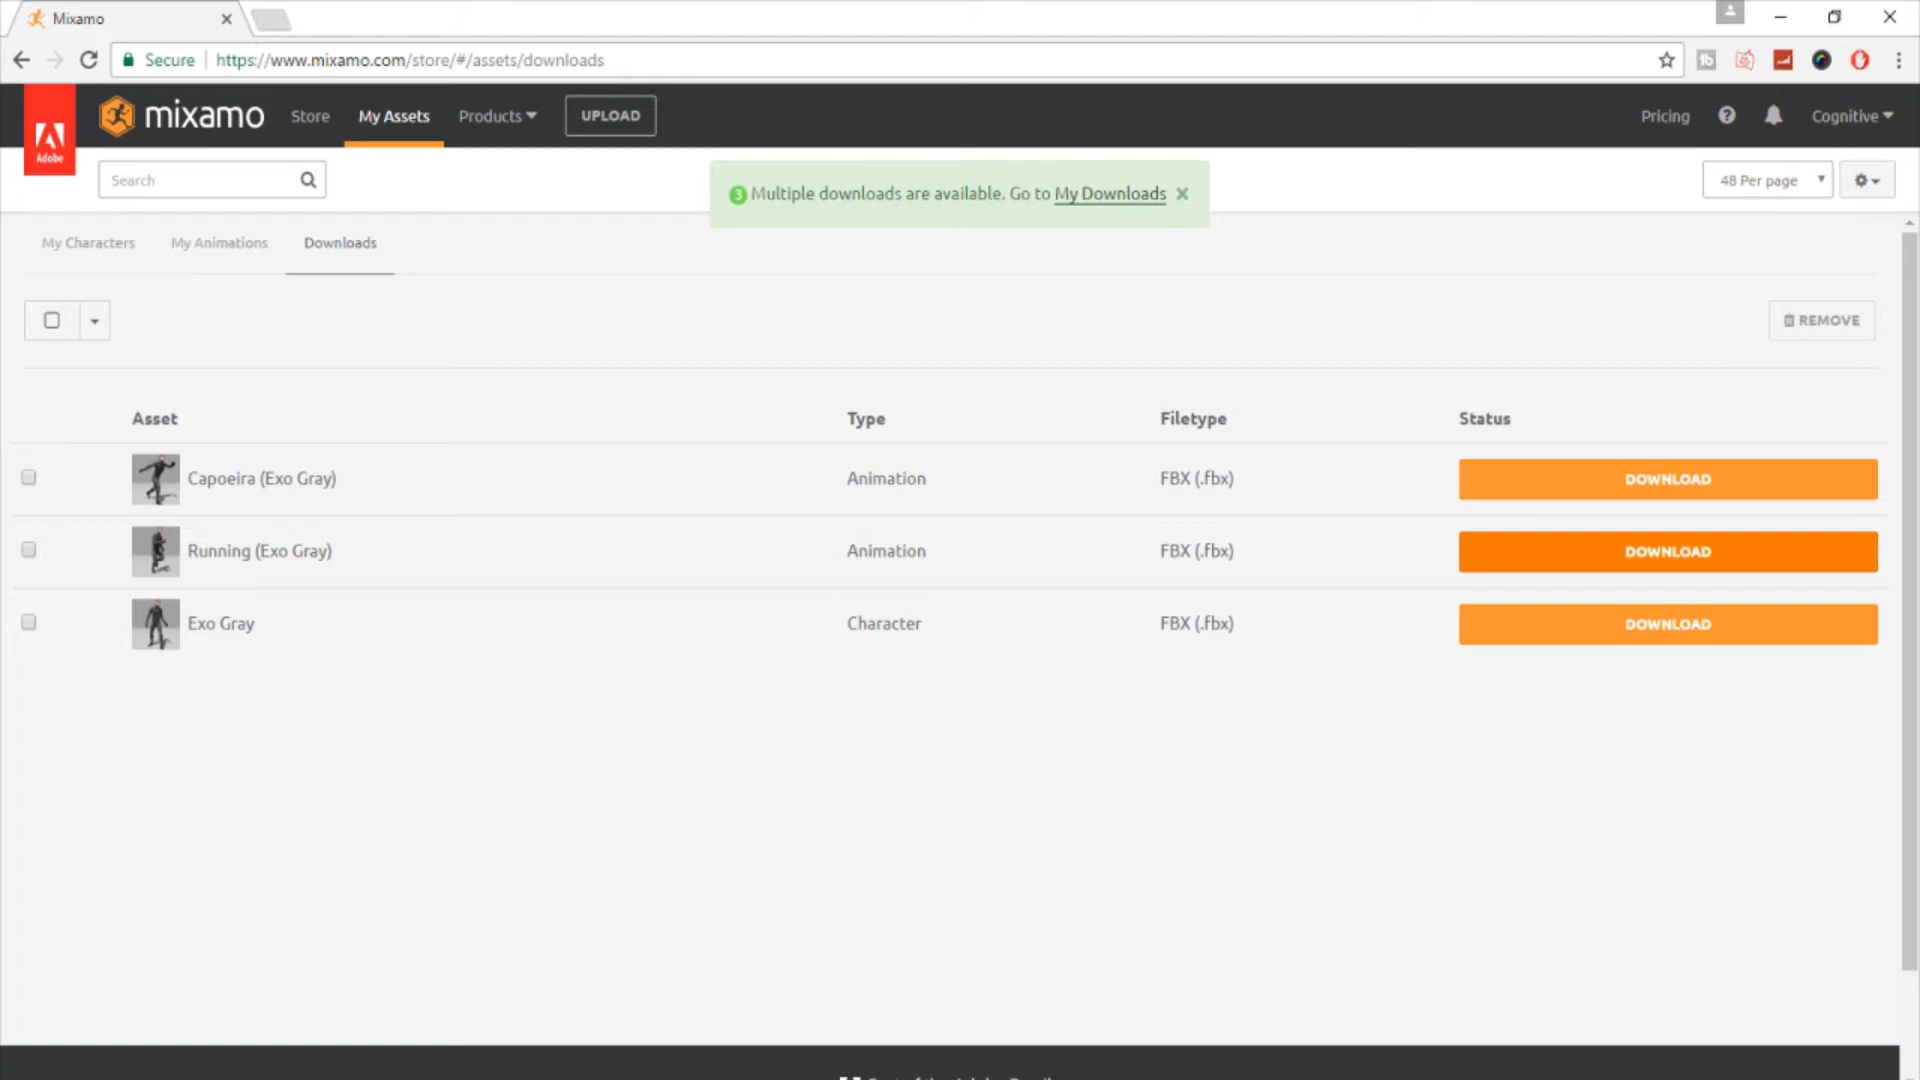 Mixamo
Secure https://www.mixamo.com/store/#/assets/downloads
Adobe
mixamo Store My Assets Products UPLOAD Pricing Cognitive
Search
3 Multiple downloads are available. Go to My Downloads
48 Per page
My Characters My Animations Downloads
REMOVE
Asset Type Filetype Status
Capoeira (Exo Gray) Animation FBX (.fbx) DOWNLOAD
Running (Exo Gray) Animation FBX (.fbx) DOWNLOAD
Exo Gray Character FBX (.fbx) DOWNLOAD